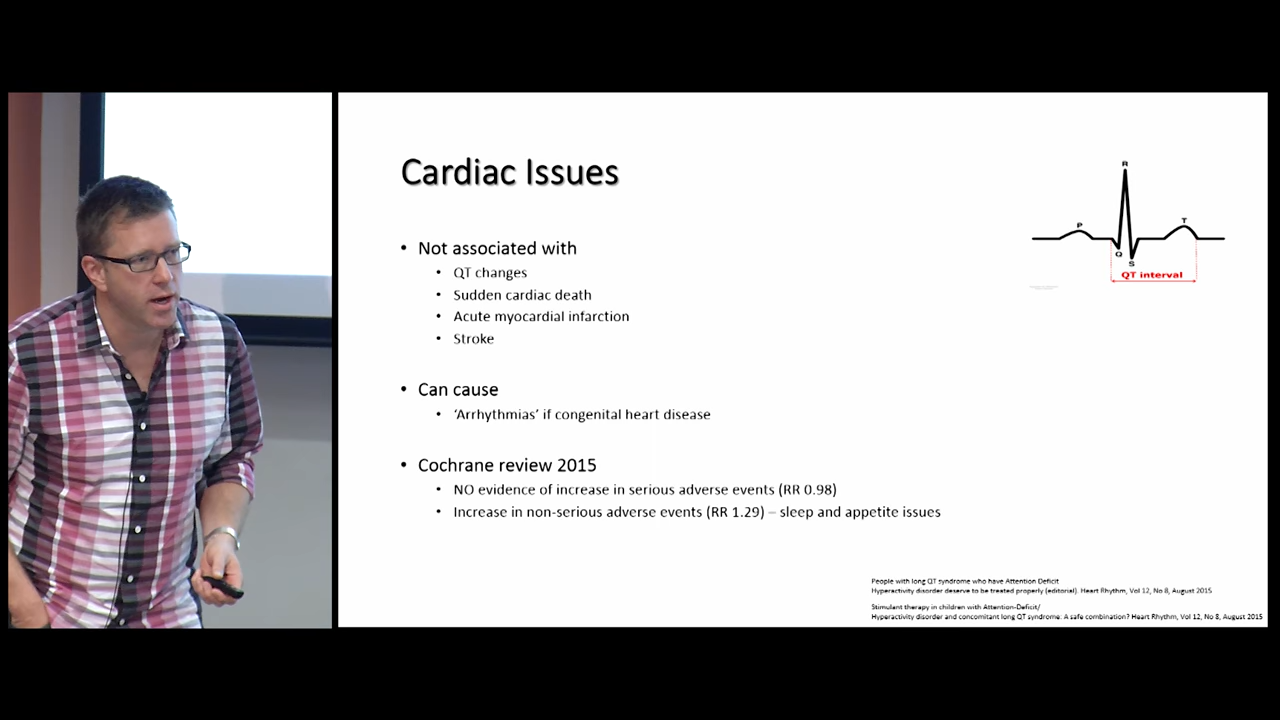 Cardiac Issues
• Not associated with
• QT changes
• Sudden cardiac death
• Acute myocardial infarction
• Stroke
• Can cause
• ‘Arrhythmias’ if congenital heart disease
• Cochrane review 2015
• NO evidence of increase in serious adverse events (RR 0.98)
• Increase in non-serious adverse events (RR 1.29) – sleep and appetite issues
R
P
T
Q
S
QT interval
People with long QT syndrome who have Attention Deficit
Hyperactivity disorder deserve to be treated properly (editorial). Heart Rhythm, Vol 12, No 8, August 2015
Stimulant therapy in children with Attention-Deficit/
Hyperactivity disorder and concomitant long QT syndrome: A safe combination? Heart Rhythm, Vol 12, No 8, August 2015